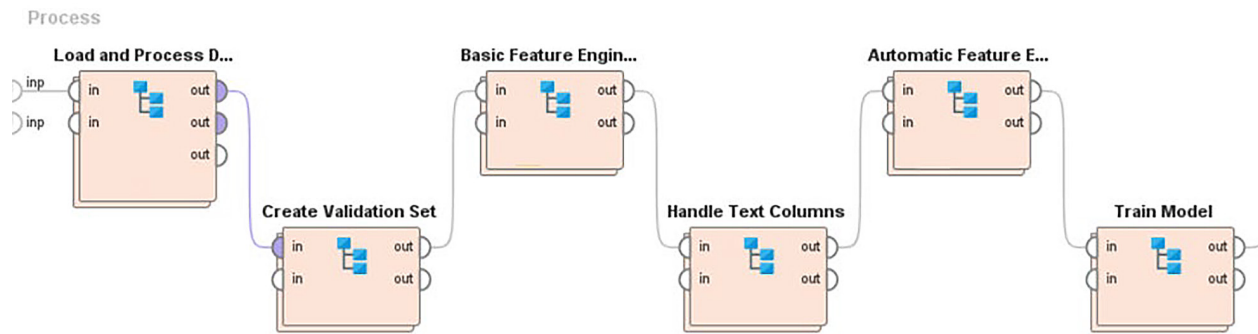 Process
Load and Process D...
Basic Feature Engin...
Automatic Feature E...
inp
in
out
in
out
in
out
inp
in
out
in
out
in
out
out
Create Validation Set
Handle Text Columns
Train Model
in
out
in
out
in
out
in
out
in
out
in
out